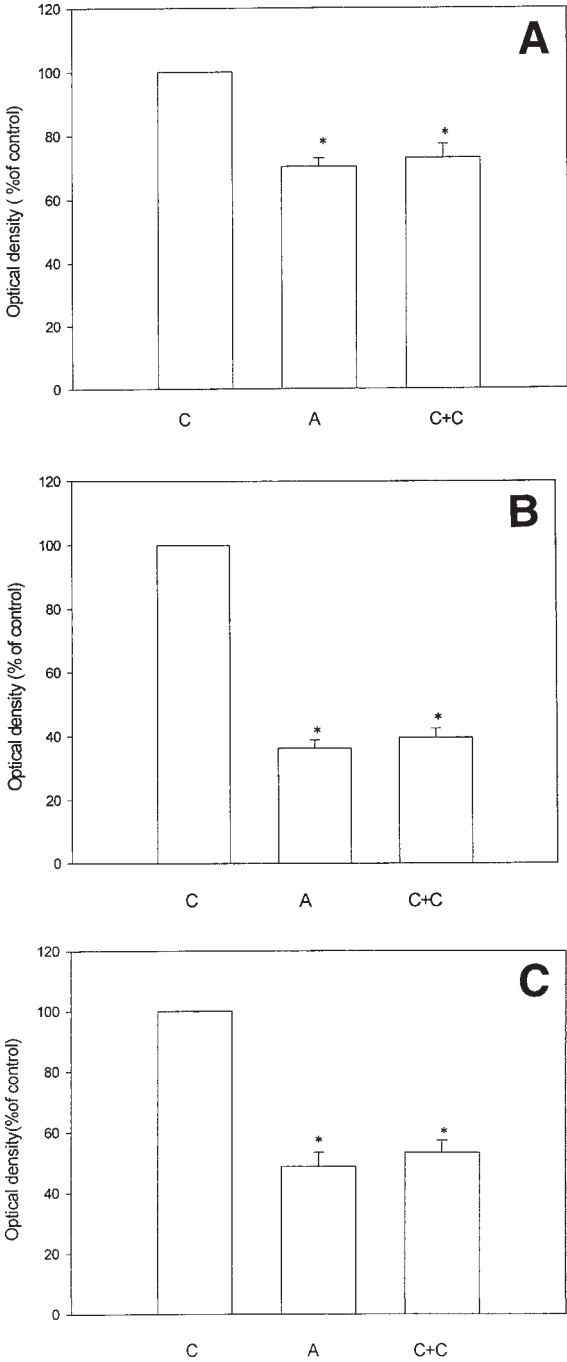 A
Optical density ( %of control)
120
100
80
60
40
20
0
* *
C A C+C
B
Optical density (% of control)
120
100
80
60
40
20
0
* *
C A C+C
C
Optical density(%of control)
120
100
80
60
40
20
0
* *
C A C+C